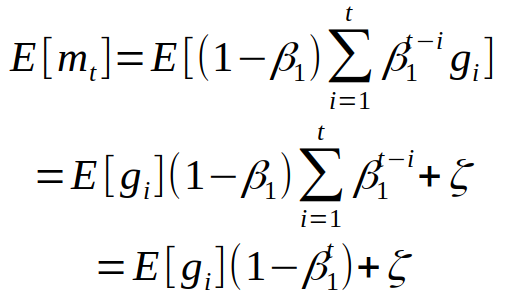 E[m_t]=E[(1−β_1)∑_{i=1}^{t} β_1^{t−i} g_i]
=E[g_i](1−β_1)∑_{i=1}^{t} β_1^{t−i}+ζ
=E[g_i](1−β_1^t)+ζ